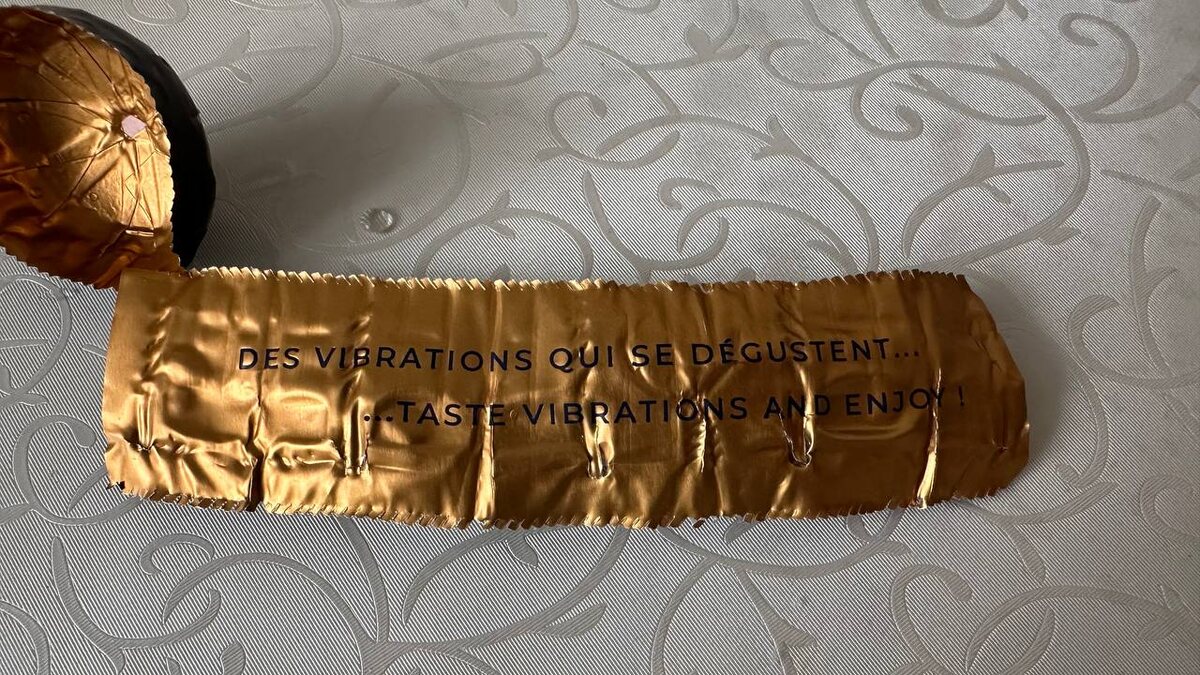 DES VIBRATIONS QUI SE DÉGUSTENT...
...TASTE VIBRATIONS AND ENJOY !